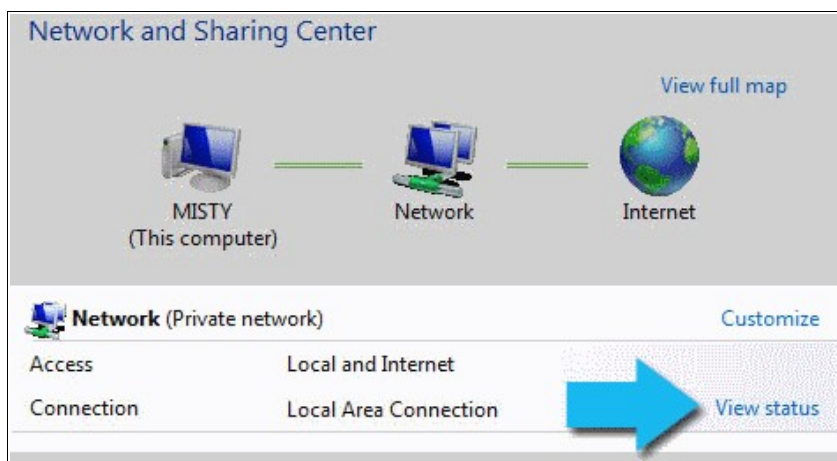 Network and Sharing Center
View full map
MISTY
(This computer)
Network
Internet
Network (Private network) Customize
Access Local and Internet
Connection Local Area Connection View status